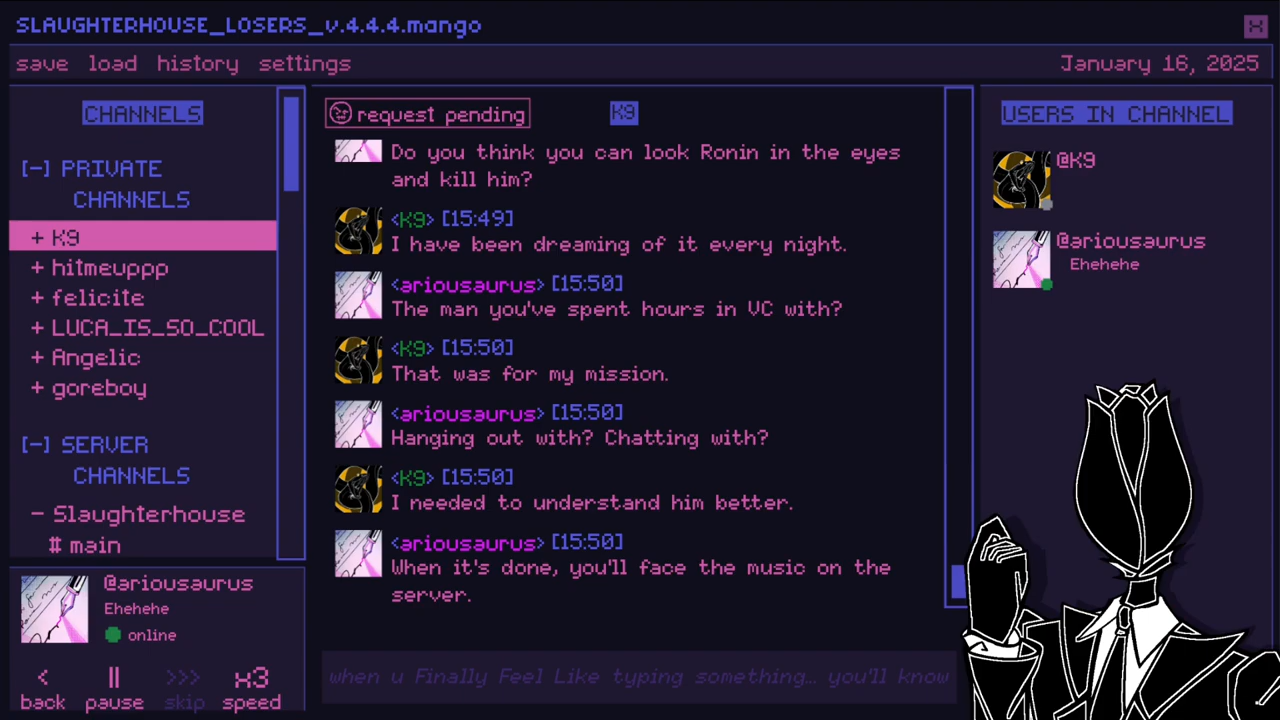 SLAUGHTERHOUSE_LOSERS_v.4.4.4.mango
x
save load history settings
January 16, 2025
CHANNELS
[-] PRIVATE
CHANNELS
+ K9
+ hitmeuppp
+ felicite
+ LUCA_IS_SO_COOL
+ Angelic
+ goreboy
[-] SERVER
CHANNELS
- Slaughterhouse
# main
@ariousaurus
Ehehehe
online
< || >>> x3
back pause skip speed
request pending
K9
Do you think you can look Ronin in the eyes
and kill him?
<K9> [15:49]
I have been dreaming of it every night.
<ariousaurus> [15:50]
The man you've spent hours in VC with?
<K9> [15:50]
That was for my mission.
<ariousaurus> [15:50]
Hanging out with? Chatting with?
<K9> [15:50]
I needed to understand him better.
<ariousaurus> [15:50]
When it's done, you'll face the music on the
server.
when u Finally Feel Like typing something... you'll know
USERS IN CHANNEL
@K9
@ariousaurus
Ehehehe